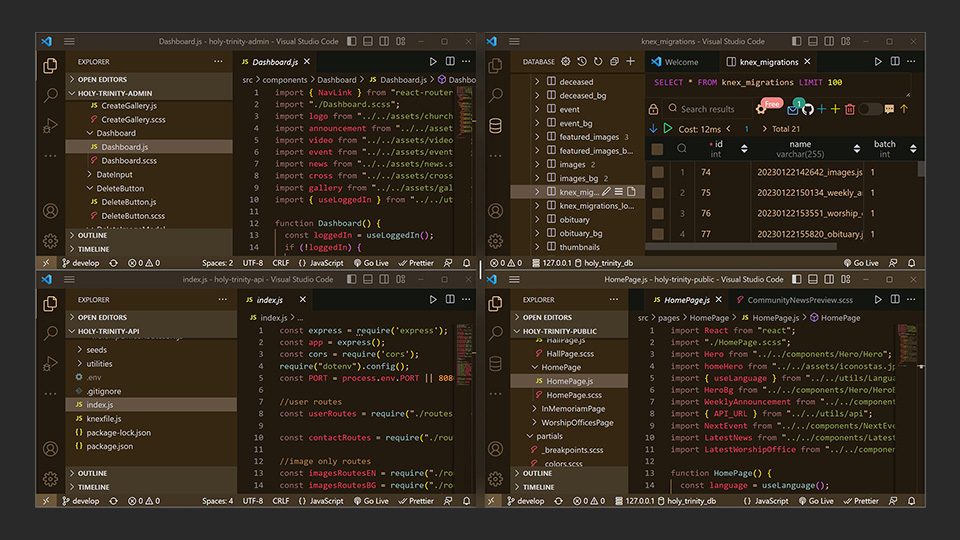 Dashboard.js - holy-trinity-admin - Visual Studio Code
EXPLORER
OPEN EDITORS
HOLY-TRINITY-ADMIN
CreateGallery.js
CreateGallery.scss
Dashboard
Dashboard.js
Dashboard.scss
DateInput
DeleteButton
DeleteButton.js
DeleteButton.scss
OUTLINE
TIMELINE
JS Dashboard.js
src > components > Dashboard > JS Dashboard.js > Dashbo
1 import { NavLink } from "react-router
2 import "./Dashboard.scss";
3 import logo from "../../assets/church
4 import announcement from "../../asset
5 import video from "../../assets/video
6 import event from "../../assets/event
7 import news from "../../assets/news.s
8 import cross from "../../assets/cross
9 import gallery from "../../assets/gal
10 import { useLoggedIn } from "../../ut
11
12 function Dashboard() {
13 const loggedIn = useLoggedIn();
14 if (!loggedIn) {
develop 0 0 Spaces: 2 UTF-8 CRLF {} JavaScript Go Live Prettier
knex_migrations - Visual Studio Code
DATABASE
deceased
deceased_bg
event
event_bg
featured_images 3
featured_images_b...
images 2
images_bg 2
knex_mig...
knex_migrations_lo...
obituary
obituary_bg
thumbnails
Welcome
knex_migrations
SELECT * FROM knex_migrations LIMIT 100
Search results
Free
1
Cost: 12ms < 1 > Total 21
* id int
name varchar(255)
batch int
1 74 20230122142642_images.js 1
2 75 20230122150134_weekly_a 1
3 76 20230122153551_worship_ 1
4 77 20230122155820_obituary.j 1
0 0 127.0.0.1 holy_trinity_db Go Live Prettier
index.js - holy-trinity-api - Visual Studio Code
EXPLORER
OPEN EDITORS
HOLY-TRINITY-API
seeds
utilities
.env
.gitignore
JS index.js
JS knexfile.js
{} package-lock.json
{} package.json
OUTLINE
TIMELINE
JS index.js
JS index.js > ...
1 const express = require('express');
2 const app = express();
3 const cors = require('cors');
4 require("dotenv").config();
5 const PORT = process.env.PORT || 808
6
7 //user routes
8 const userRoutes = require("./routes
9
10 const contactRoutes = require("./rou
11
12 //image only routes
13 const imagesRoutesEN = require("./ro
14 const imagesRoutesBG = require("./ro
develop 0 0 Spaces: 4 UTF-8 CRLF {} JavaScript Go Live Prettier
HomePage.js - holy-trinity-public - Visual Studio Code
EXPLORER
OPEN EDITORS
HOLY-TRINITY-PUBLIC
HallPage.js
HallPage.scss
HomePage
JS HomePage.js
HomePage.scss
InMemoriamPage
WorshipOfficesPage
partials
_breakpoints.scss
_colors.scss
OUTLINE
TIMELINE
JS HomePage.js
CommunityNewsPreview.scss
src > pages > HomePage > JS HomePage.js > HomePage
1 import React from "react";
2 import "./HomePage.scss";
3 import Hero from "../../components/Hero/Hero";
4 import homeHero from "../../assets/iconostas.jp
5 import { useLanguage } from "../../utils/Langua
6 import HeroBg from "../../components/HeroBg/Her
7 import WeeklyAnnouncement from "../../component
8 import { API_URL } from "../../utils/api";
9 import NextEvent from "../../components/NextEve
10 import LatestNews from "../../components/Latest
11 import LatestWorshipOffice from "../../componen
12
13 function HomePage() {
14 const language = useLanguage();
develop 0 0 127.0.0.1 holy_trinity_db {} JavaScript Go Live Prettier